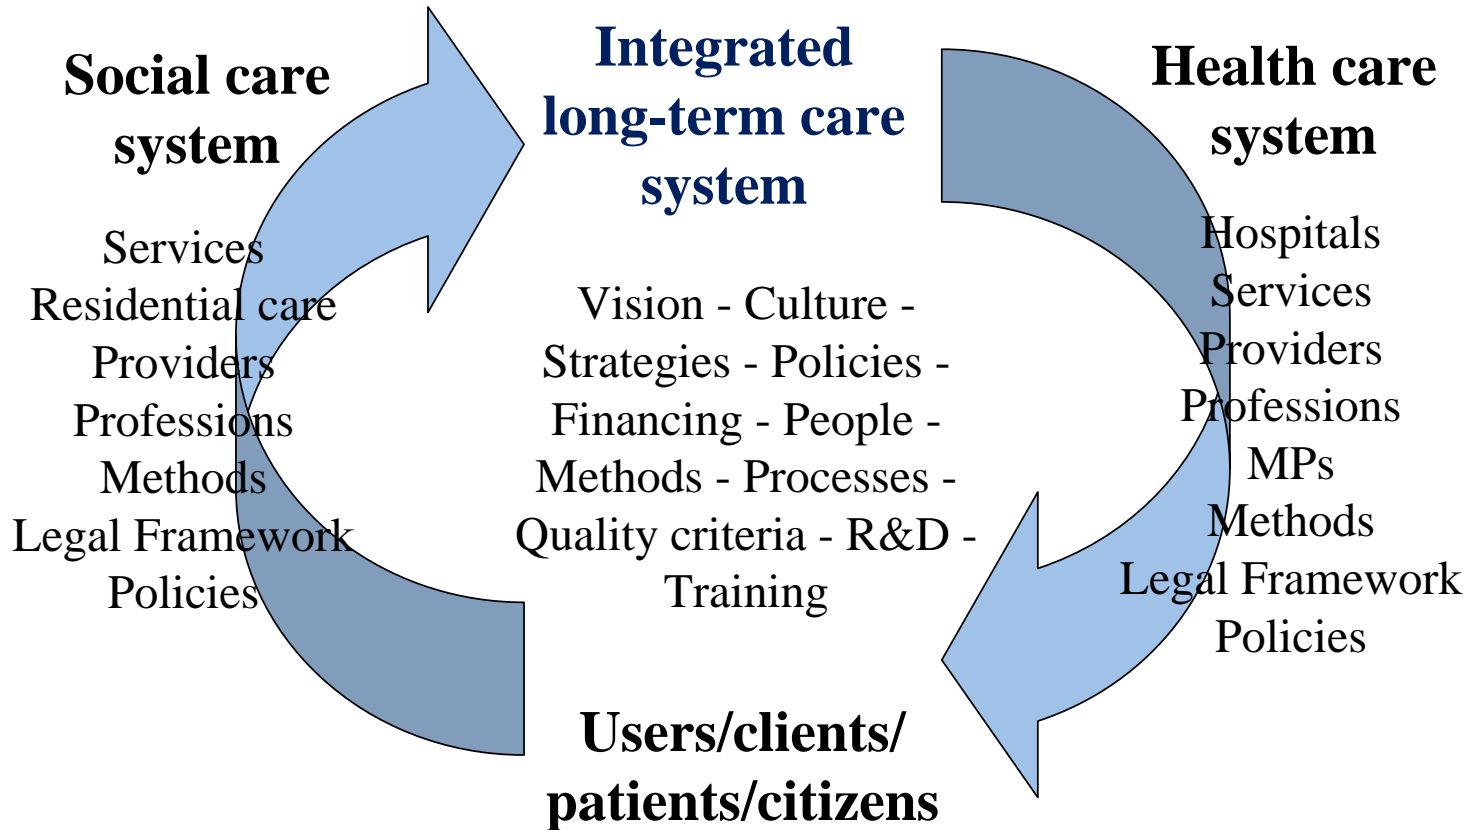 Social care
system
Services
Residential care
Providers
Professions
Methods
Legal Framework
Policies
Integrated
long-term care
system
Vision - Culture -
Strategies - Policies -
Financing - People -
Methods - Processes -
Quality criteria - R&D -
Training
Users/clients/
patients/citizens
Health care
system
Hospitals
Services
Providers
Professions
MPs
Methods
Legal Framework
Policies